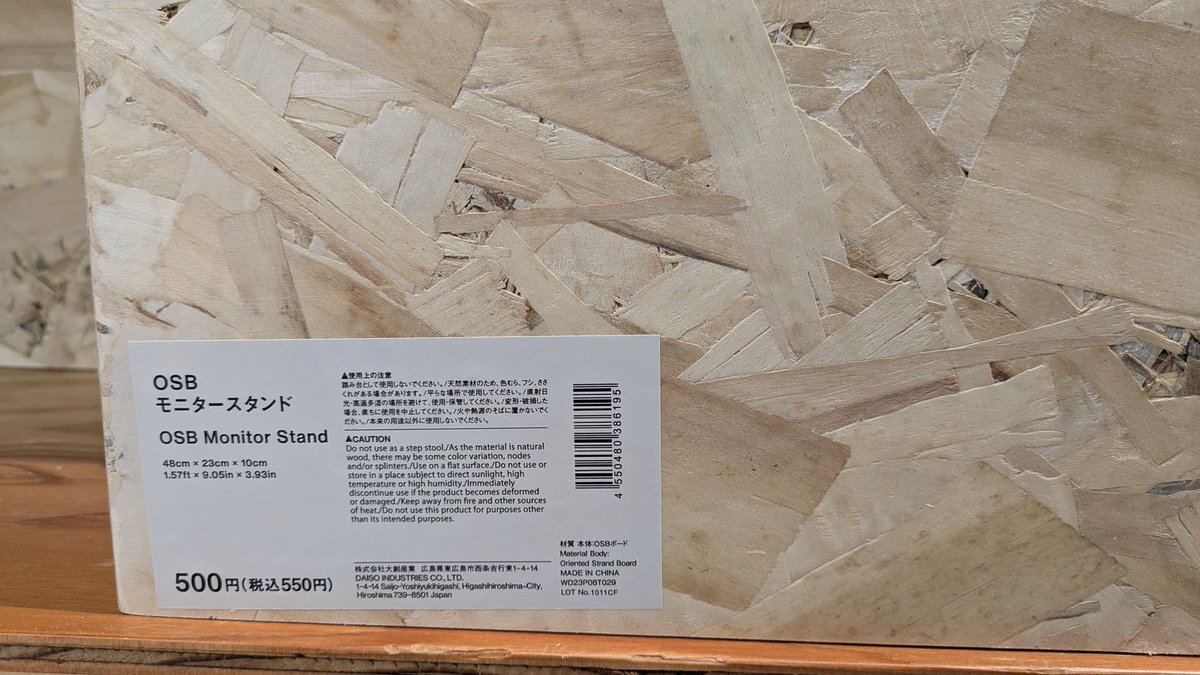 OSB
モニタースタンド
OSB Monitor Stand
48cm × 23cm × 10cm
1.57ft × 9.05in × 3.93in
500円(税込550円)
▲使用上の注意
踏み台として使用しないでください。/天然素材のため、色むら、フシ、ささ
くれがある場合があります。/平らな場所で使用してください。/直射日
光・高温多湿の場所を避けて、使用・保管してください。/変形・破損した
場合、直ちに使用を中止してください。/火や熱源のそばに置かないでく
ださい。/本来の用途以外に使用しないでください。
▲CAUTION
Do not use as a step stool./As the material is natural
wood, there may be some color variation, nodes
and/or splinters./Use on a flat surface./Do not use or
store in a place subject to direct sunlight, high
temperature or high humidity./Immediately
discontinue use if the product becomes deformed
or damaged./Keep away from fire and other sources
of heat./Do not use this product for purposes other
than its intended purposes.
株式会社大創産業 広島県東広島市西条吉行東1-4-14
DAISO INDUSTRIES CO., LTD.
1-4-14 Saijo-Yoshiyukihigashi, Higashihiroshima-City,
Hiroshima 739-8501 Japan
4 550480 386195
材質 本体:OSBボード
Material Body:
Oriented Strand Board
MADE IN CHINA
WD23P08T029
LOT No.1011CF